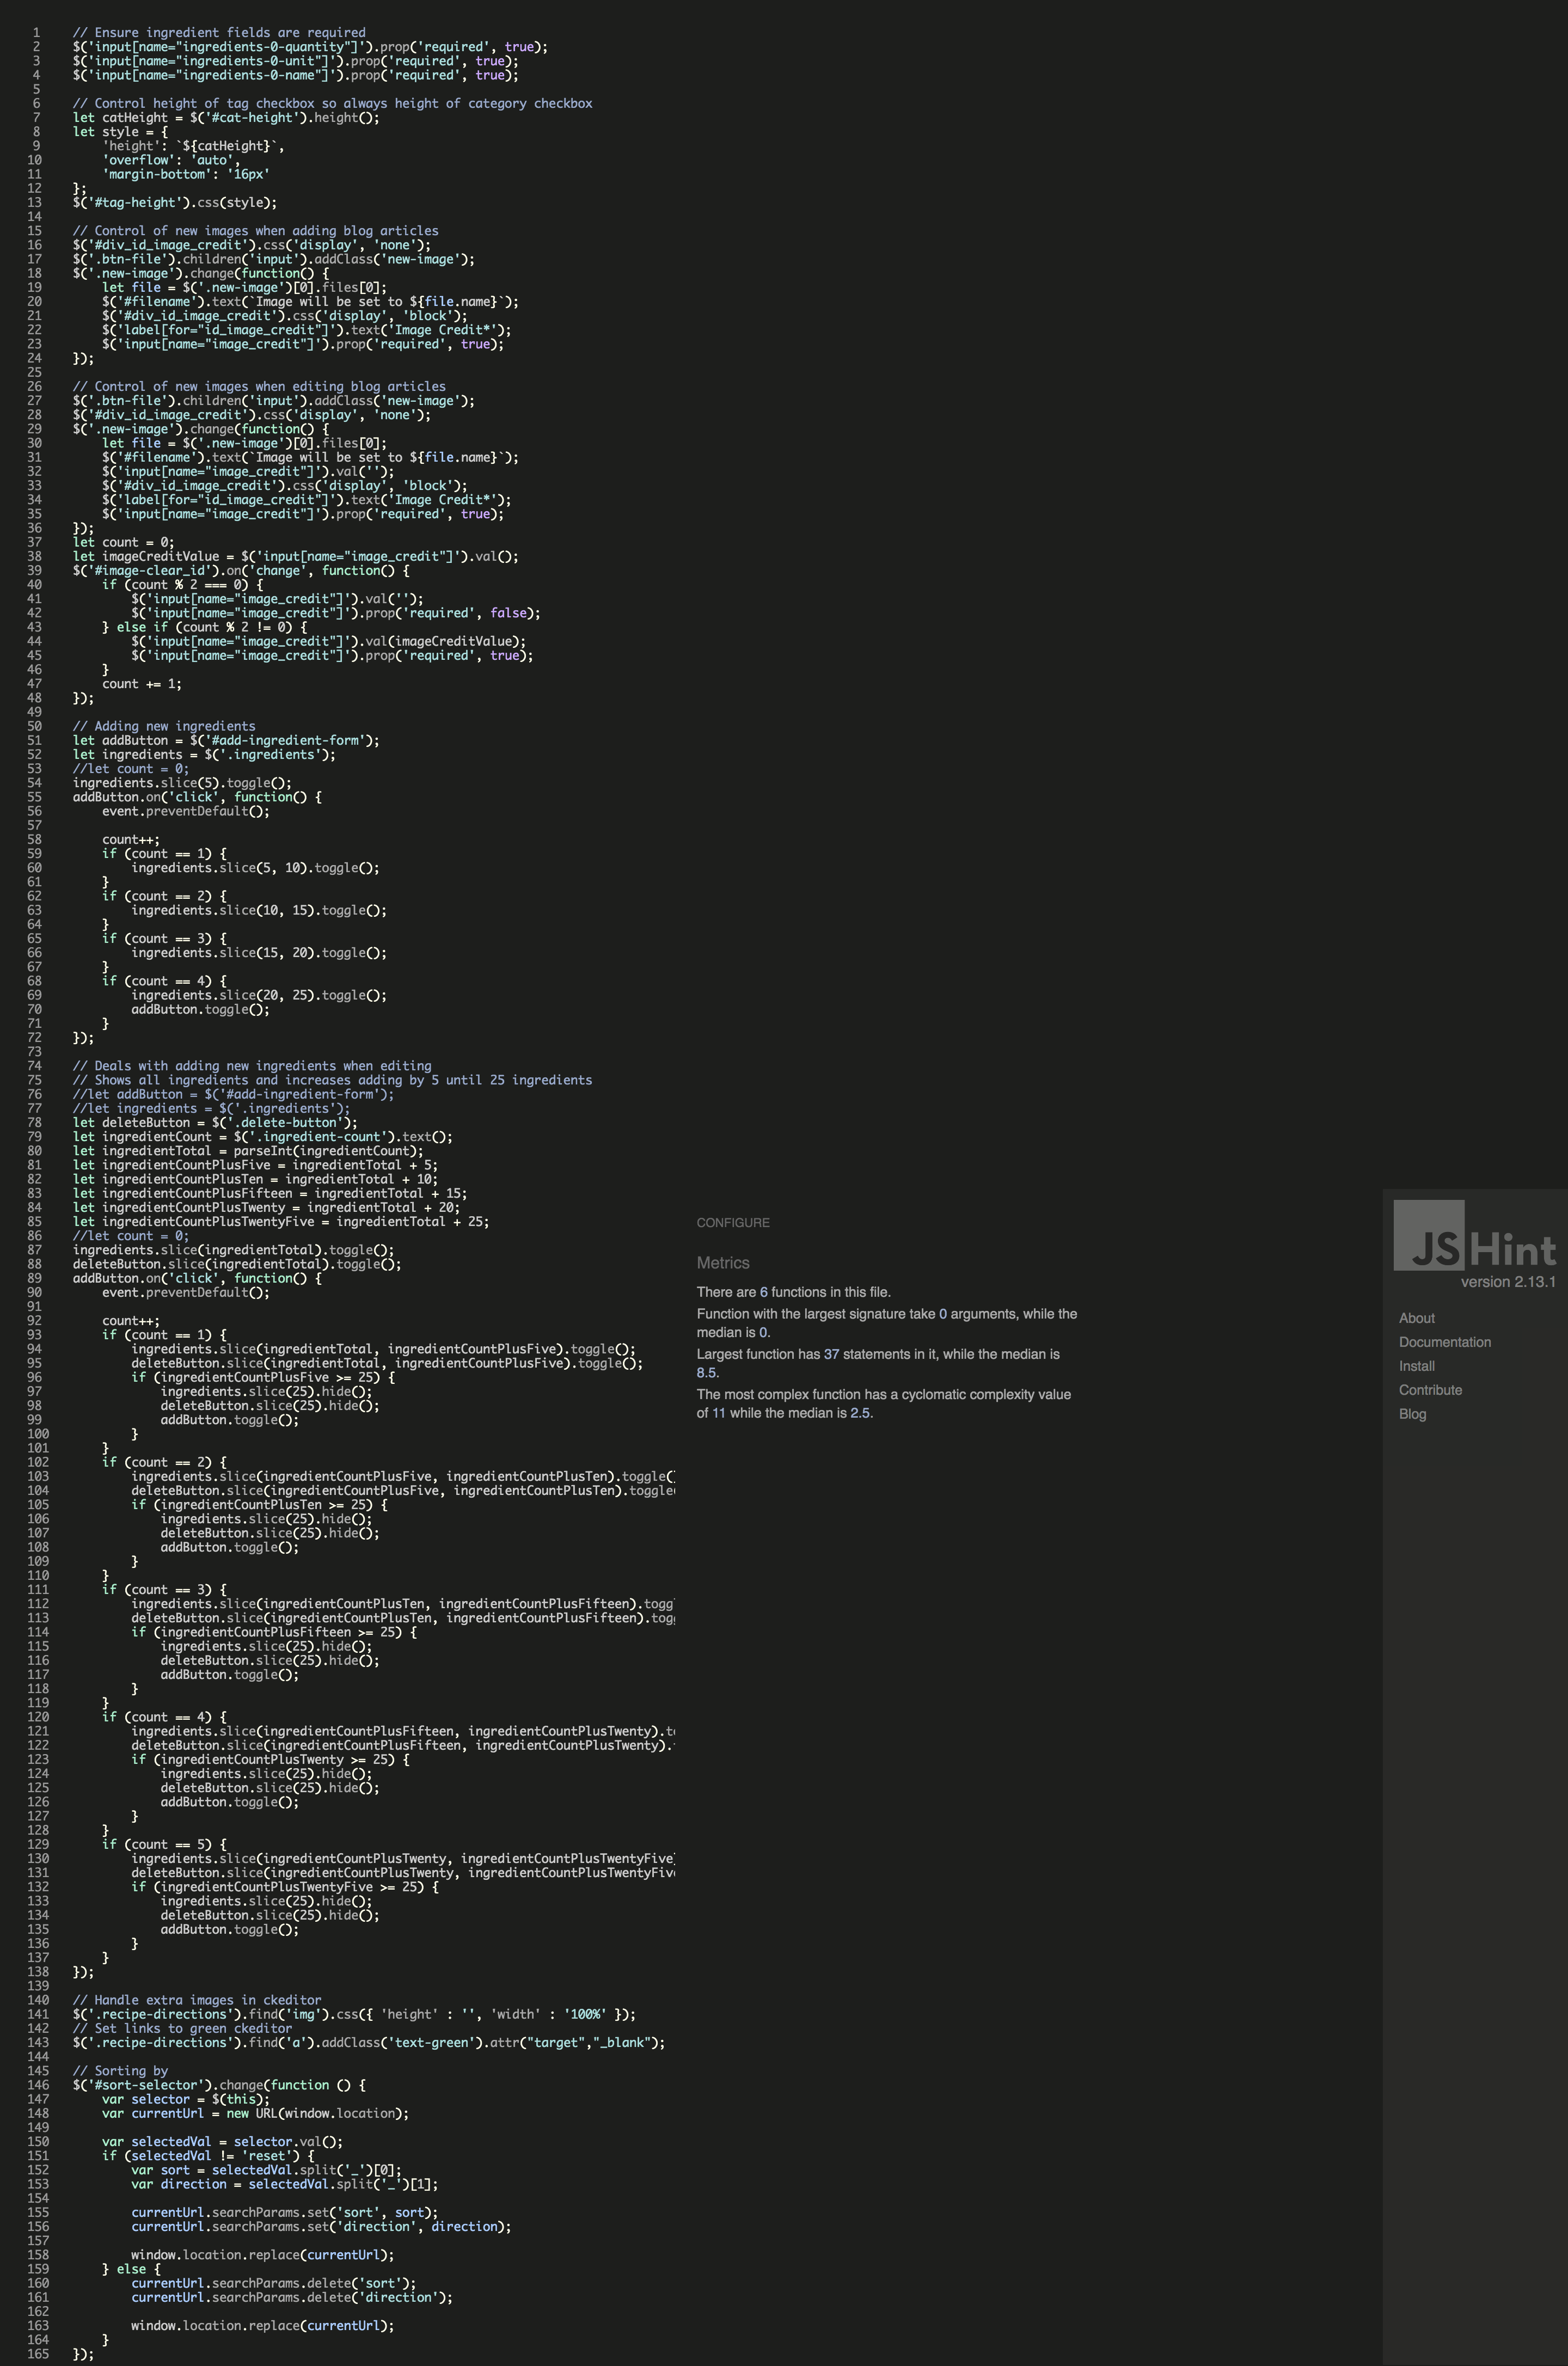 1 // Ensure ingredient fields are required
2 $('input[name="ingredients-0-quantity"]').prop('required', true);
3 $('input[name="ingredients-0-unit"]').prop('required', true);
4 $('input[name="ingredients-0-name"]').prop('required', true);
5
6 // Control height of tag checkbox so always height of category checkbox
7 let catHeight = $('#cat-height').height();
8 let style = {
9     'height': `${catHeight}`,
10     'overflow': 'auto',
11     'margin-bottom': '16px'
12 };
13 $('#tag-height').css(style);
14
15 // Control of new images when adding blog articles
16 $('#div_id_image_credit').css('display', 'none');
17 $('.btn-file').children('input').addClass('new-image');
18 $('.new-image').change(function() {
19     let file = $('.new-image')[0].files[0];
20     $('#filename').text(`Image will be set to ${file.name}`);
21     $('#div_id_image_credit').css('display', 'block');
22     $('label[for="id_image_credit"]').text('Image Credit*');
23     $('input[name="image_credit"]').prop('required', true);
24 });
25
26 // Control of new images when editing blog articles
27 $('.btn-file').children('input').addClass('new-image');
28 $('#div_id_image_credit').css('display', 'none');
29 $('.new-image').change(function() {
30     let file = $('.new-image')[0].files[0];
31     $('#filename').text(`Image will be set to ${file.name}`);
32     $('input[name="image_credit"]').val('');
33     $('#div_id_image_credit').css('display', 'block');
34     $('label[for="id_image_credit"]').text('Image Credit*');
35     $('input[name="image_credit"]').prop('required', true);
36 });
37 let count = 0;
38 let imageCreditValue = $('input[name="image_credit"]').val();
39 $('#image-clear_id').on('change', function() {
40     if (count % 2 === 0) {
41         $('input[name="image_credit"]').val('');
42         $('input[name="image_credit"]').prop('required', false);
43     } else if (count % 2 != 0) {
44         $('input[name="image_credit"]').val(imageCreditValue);
45         $('input[name="image_credit"]').prop('required', true);
46     }
47     count += 1;
48 });
49
50 // Adding new ingredients
51 let addButton = $('#add-ingredient-form');
52 let ingredients = $('.ingredients');
53 //let count = 0;
54 ingredients.slice(5).toggle();
55 addButton.on('click', function() {
56     event.preventDefault();
57
58     count++;
59     if (count == 1) {
60         ingredients.slice(5, 10).toggle();
61     }
62     if (count == 2) {
63         ingredients.slice(10, 15).toggle();
64     }
65     if (count == 3) {
66         ingredients.slice(15, 20).toggle();
67     }
68     if (count == 4) {
69         ingredients.slice(20, 25).toggle();
70         addButton.toggle();
71     }
72 });
73
74 // Deals with adding new ingredients when editing
75 // Shows all ingredients and increases adding by 5 until 25 ingredients
76 //let addButton = $('#add-ingredient-form');
77 //let ingredients = $('.ingredients');
78 let deleteButton = $('.delete-button');
79 let ingredientCount = $('.ingredient-count').text();
80 let ingredientTotal = parseInt(ingredientCount);
81 let ingredientCountPlusFive = ingredientTotal + 5;
82 let ingredientCountPlusTen = ingredientTotal + 10;
83 let ingredientCountPlusFifteen = ingredientTotal + 15;
84 let ingredientCountPlusTwenty = ingredientTotal + 20;
85 let ingredientCountPlusTwentyFive = ingredientTotal + 25;
86 //let count = 0;
87 ingredients.slice(ingredientTotal).toggle();
88 deleteButton.slice(ingredientTotal).toggle();
89 addButton.on('click', function() {
90     event.preventDefault();
91
92     count++;
93     if (count == 1) {
94         ingredients.slice(ingredientTotal, ingredientCountPlusFive).toggle();
95         deleteButton.slice(ingredientTotal, ingredientCountPlusFive).toggle();
96         if (ingredientCountPlusFive >= 25) {
97             ingredients.slice(25).hide();
98             deleteButton.slice(25).hide();
99             addButton.toggle();
100         }
101     }
102     if (count == 2) {
103         ingredients.slice(ingredientCountPlusFive, ingredientCountPlusTen).toggle()
104         deleteButton.slice(ingredientCountPlusFive, ingredientCountPlusTen).toggle
105         if (ingredientCountPlusTen >= 25) {
106             ingredients.slice(25).hide();
107             deleteButton.slice(25).hide();
108             addButton.toggle();
109         }
110     }
111     if (count == 3) {
112         ingredients.slice(ingredientCountPlusTen, ingredientCountPlusFifteen).togg
113         deleteButton.slice(ingredientCountPlusTen, ingredientCountPlusFifteen).tog
114         if (ingredientCountPlusFifteen >= 25) {
115             ingredients.slice(25).hide();
116             deleteButton.slice(25).hide();
117             addButton.toggle();
118         }
119     }
120     if (count == 4) {
121         ingredients.slice(ingredientCountPlusFifteen, ingredientCountPlusTwenty).t
122         deleteButton.slice(ingredientCountPlusFifteen, ingredientCountPlusTwenty).
123         if (ingredientCountPlusTwenty >= 25) {
124             ingredients.slice(25).hide();
125             deleteButton.slice(25).hide();
126             addButton.toggle();
127         }
128     }
129     if (count == 5) {
130         ingredients.slice(ingredientCountPlusTwenty, ingredientCountPlusTwentyFive)
131         deleteButton.slice(ingredientCountPlusTwenty, ingredientCountPlusTwentyFiv
132         if (ingredientCountPlusTwentyFive >= 25) {
133             ingredients.slice(25).hide();
134             deleteButton.slice(25).hide();
135             addButton.toggle();
136         }
137     }
138 });
139
140 // Handle extra images in ckeditor
141 $('.recipe-directions').find('img').css({ 'height' : '', 'width' : '100%' });
142 // Set links to green ckeditor
143 $('.recipe-directions').find('a').addClass('text-green').attr("target","_blank");
144
145 // Sorting by
146 $('#sort-selector').change(function () {
147     var selector = $(this);
148     var currentUrl = new URL(window.location);
149
150     var selectedVal = selector.val();
151     if (selectedVal != 'reset') {
152         var sort = selectedVal.split('_')[0];
153         var direction = selectedVal.split('_')[1];
154
155         currentUrl.searchParams.set('sort', sort);
156         currentUrl.searchParams.set('direction', direction);
157
158         window.location.replace(currentUrl);
159     } else {
160         currentUrl.searchParams.delete('sort');
161         currentUrl.searchParams.delete('direction');
162
163         window.location.replace(currentUrl);
164     }
165 });
CONFIGURE
Metrics
There are 6 functions in this file.
Function with the largest signature take 0 arguments, while the
median is 0.
Largest function has 37 statements in it, while the median is
8.5.
The most complex function has a cyclomatic complexity value
of 11 while the median is 2.5.
JSHint
version 2.13.1
About
Documentation
Install
Contribute
Blog